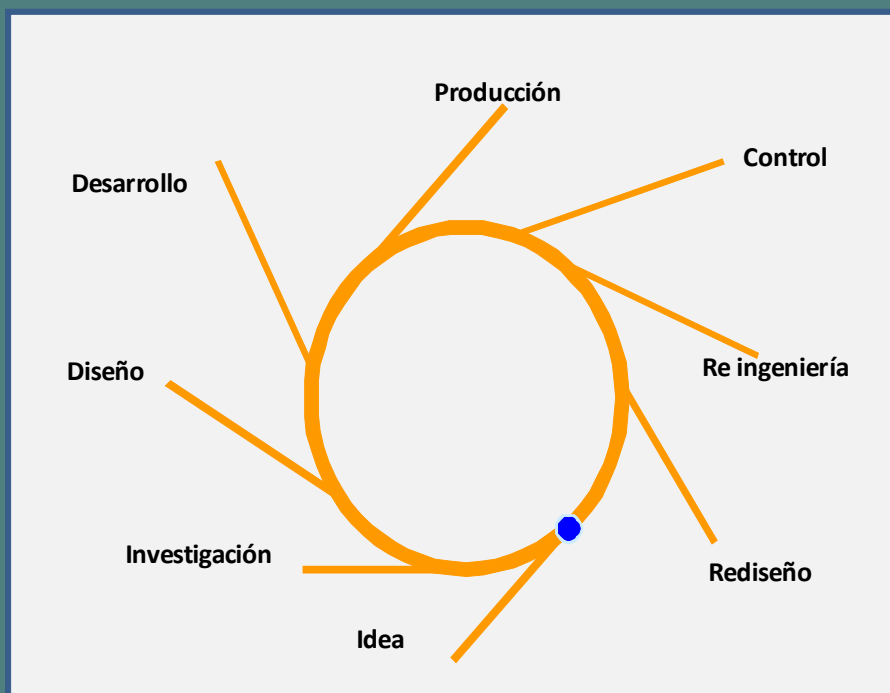 Producción
Control
Desarrollo
Re ingeniería
Diseño
Investigación
Rediseño
Idea